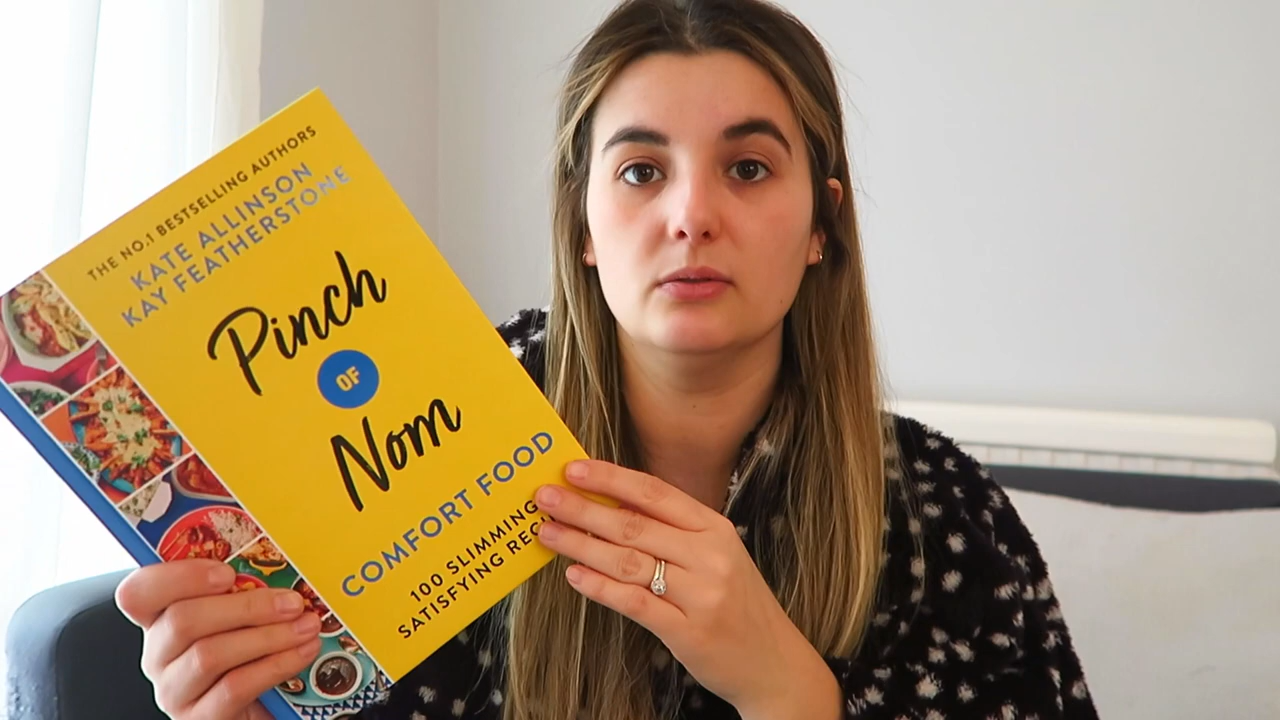 THE NO.1 BESTSELLING AUTHORS
KATE ALLINSON
KAY FEATHERSTONE
Pinch
OF
Nom
COMFORT FOOD
100 SLIMMING
SATISFYING